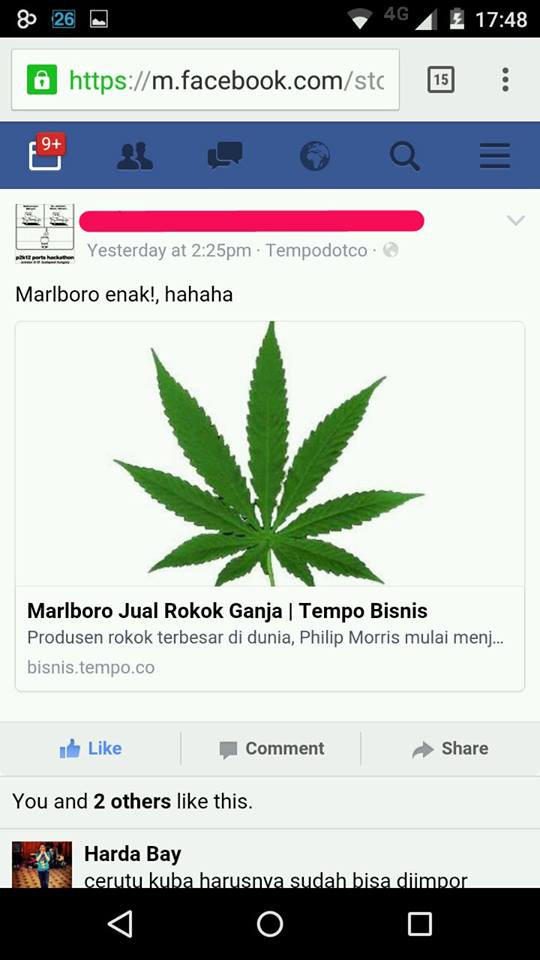 26
4G
17:48
https://m.facebook.com/sto
15
9+
p2k12 ports hackathon
Yesterday at 2:25pm · Tempodotco ·
Marlboro enak!, hahaha
Marlboro Jual Rokok Ganja | Tempo Bisnis
Produsen rokok terbesar di dunia, Philip Morris mulai menj...
bisnis.tempo.co
Like
Comment
Share
You and 2 others like this.
Harda Bay
cerutu kuba harusnya sudah bisa diimpor